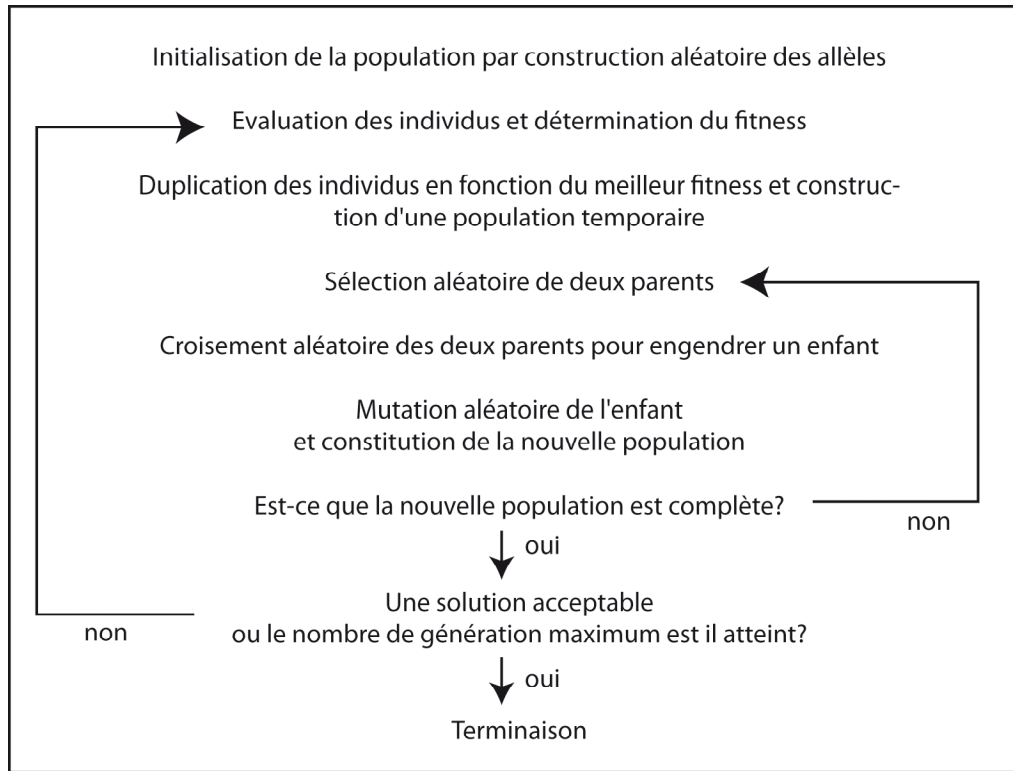 Initialisation de la population par construction aléatoire des allèles
Evaluation des individus et détermination du fitness
Duplication des individus en fonction du meilleur fitness et construc-
tion d'une population temporaire
Sélection aléatoire de deux parents
Croisement aléatoire des deux parents pour engendrer un enfant
Mutation aléatoire de l'enfant
et constitution de la nouvelle population
Est-ce que la nouvelle population est complète?
non
oui
Une solution acceptable
ou le nombre de génération maximum est il atteint?
non
oui
Terminaison